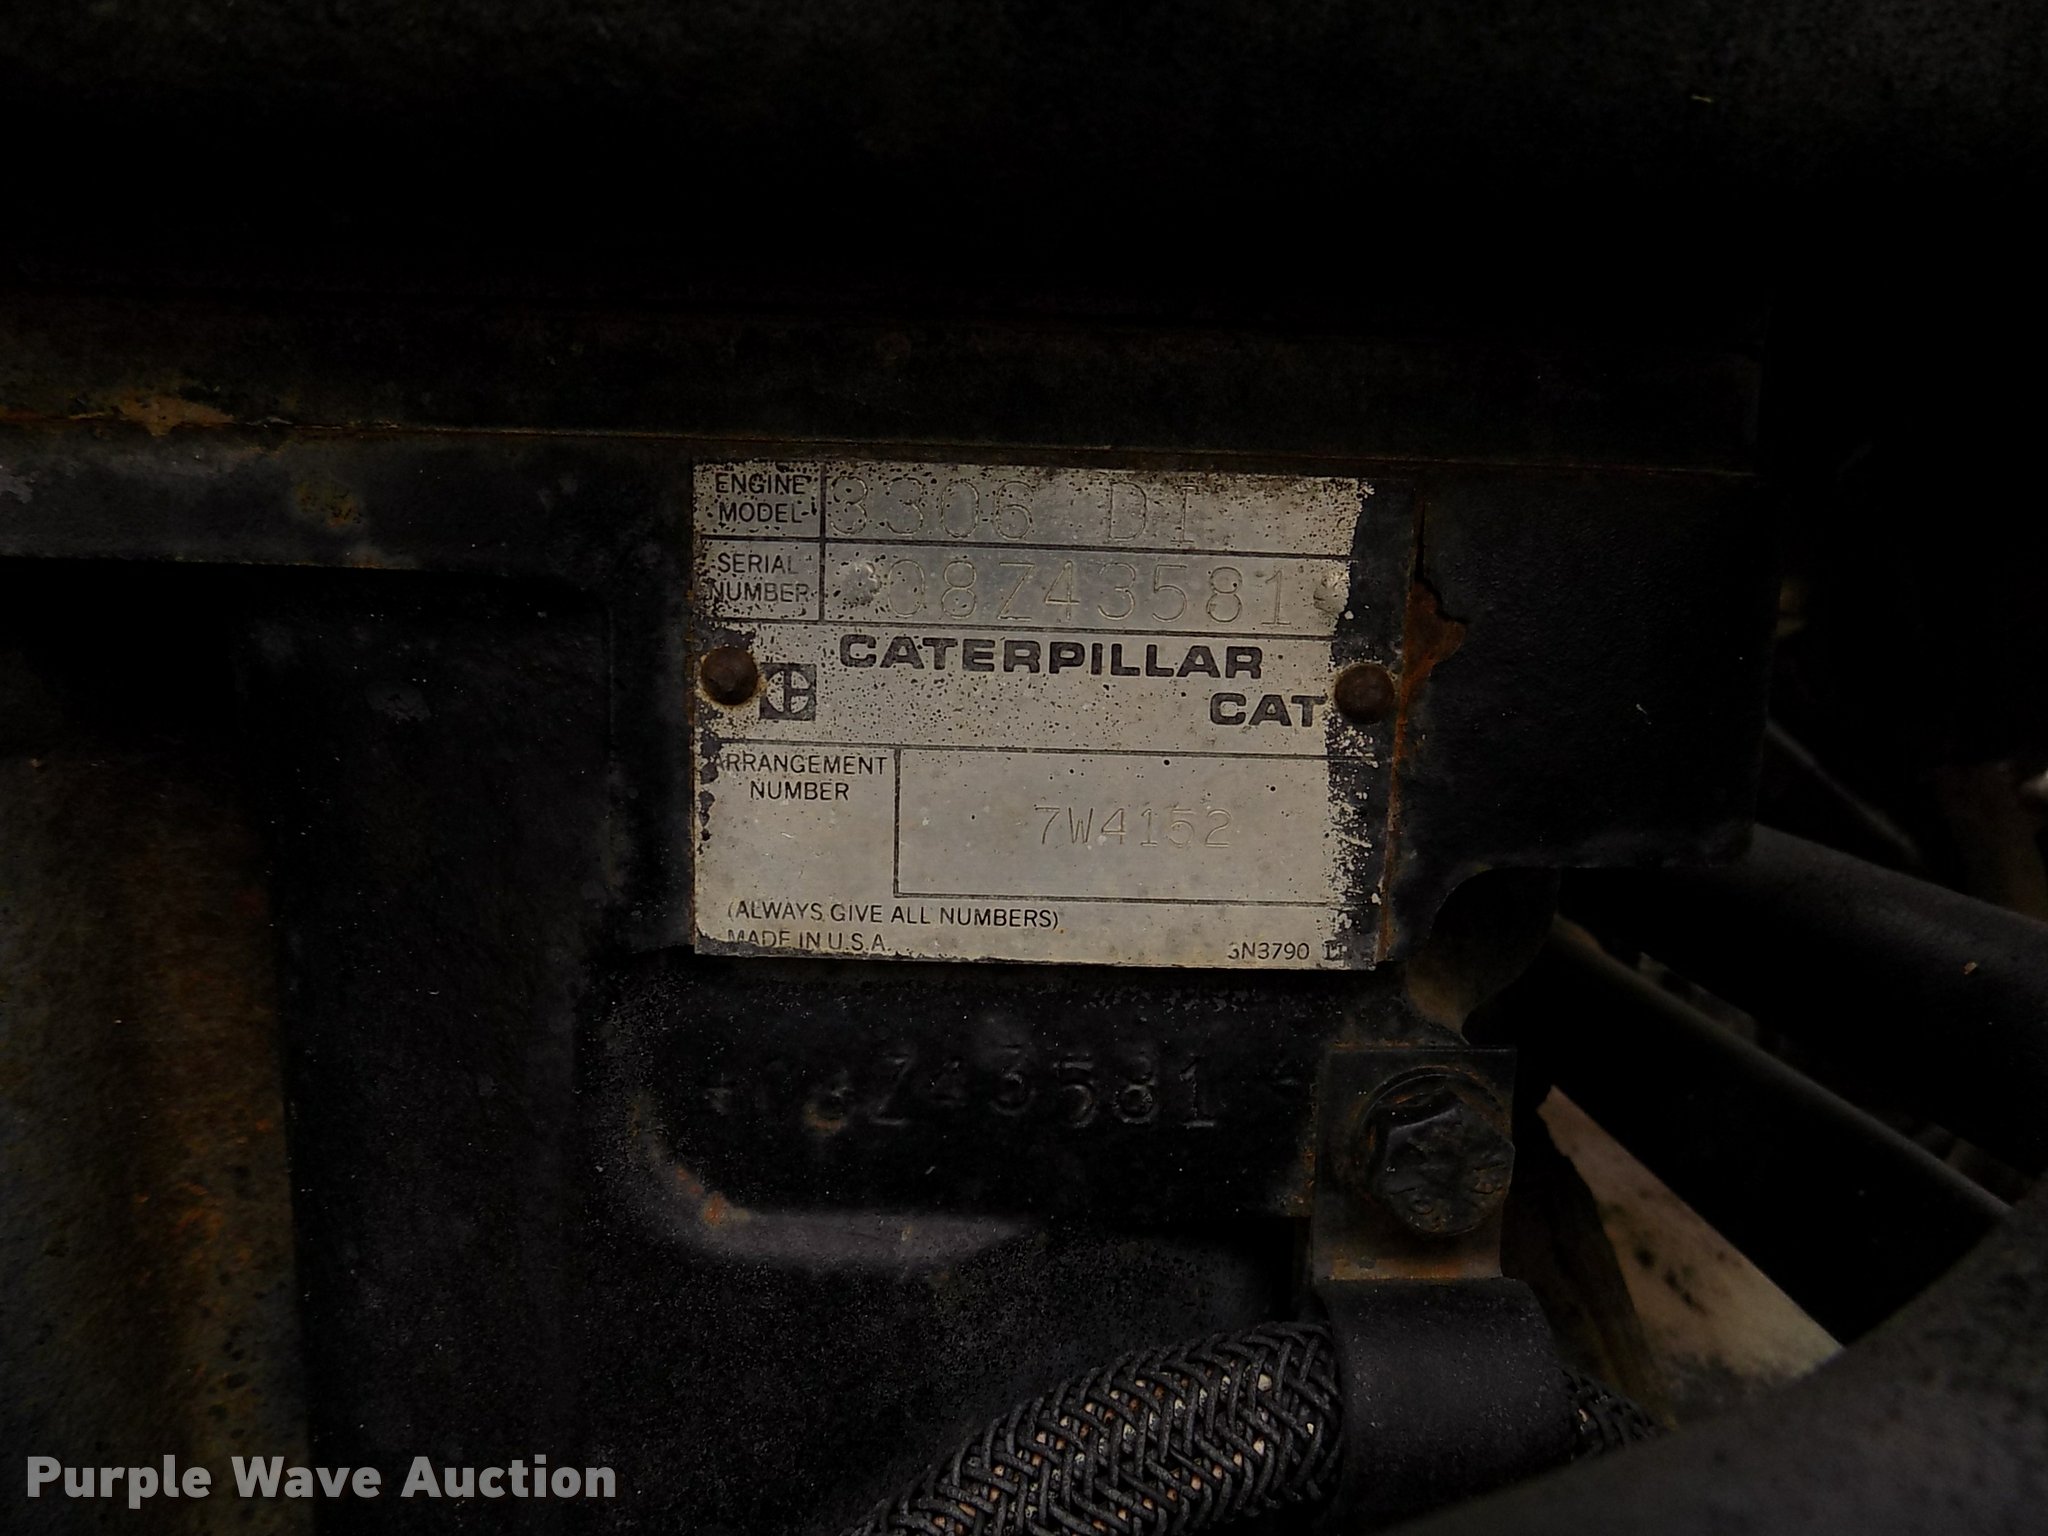 ENGINE MODEL 3306 DI
SERIAL NUMBER 08Z43581
CATERPILLAR
CAT
ARRANGEMENT NUMBER 7W4152
(ALWAYS GIVE ALL NUMBERS)
MADE IN U.S.A.
3N3790
08Z43581
Purple Wave Auction